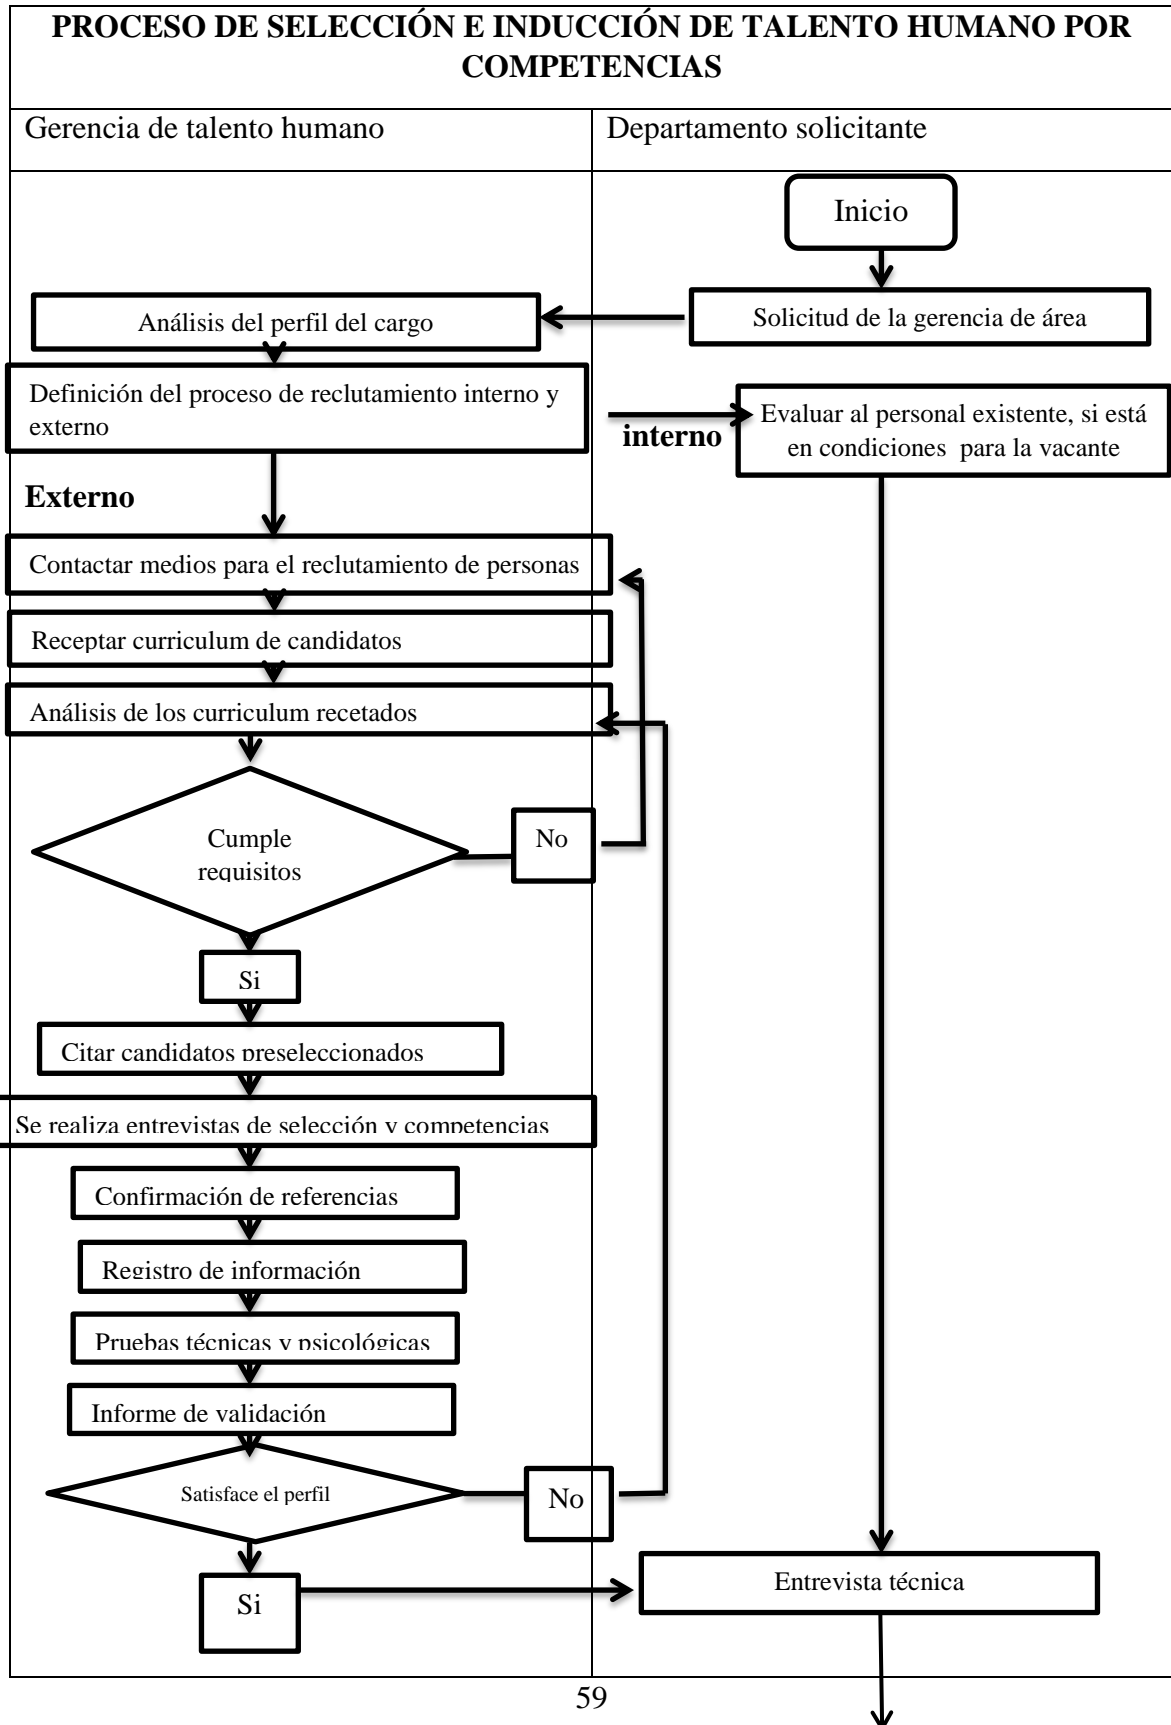 PROCESO DE SELECCIÓN E INDUCCIÓN DE TALENTO HUMANO POR
COMPETENCIAS
Gerencia de talento humano
Departamento solicitante
Inicio
Solicitud de la gerencia de área
Análisis del perfil del cargo
Definición del proceso de reclutamiento interno y
externo
interno
Evaluar al personal existente, si está
en condiciones para la vacante
Externo
Contactar medios para el reclutamiento de personas
Receptar curriculum de candidatos
Análisis de los curriculum recetados
Cumple
requisitos
No
Si
Citar candidatos preseleccionados
Se realiza entrevistas de selección y competencias
Confirmación de referencias
Registro de información
Pruebas técnicas y psicológicas
Informe de validación
Satisface el perfil
No
Si
Entrevista técnica
59